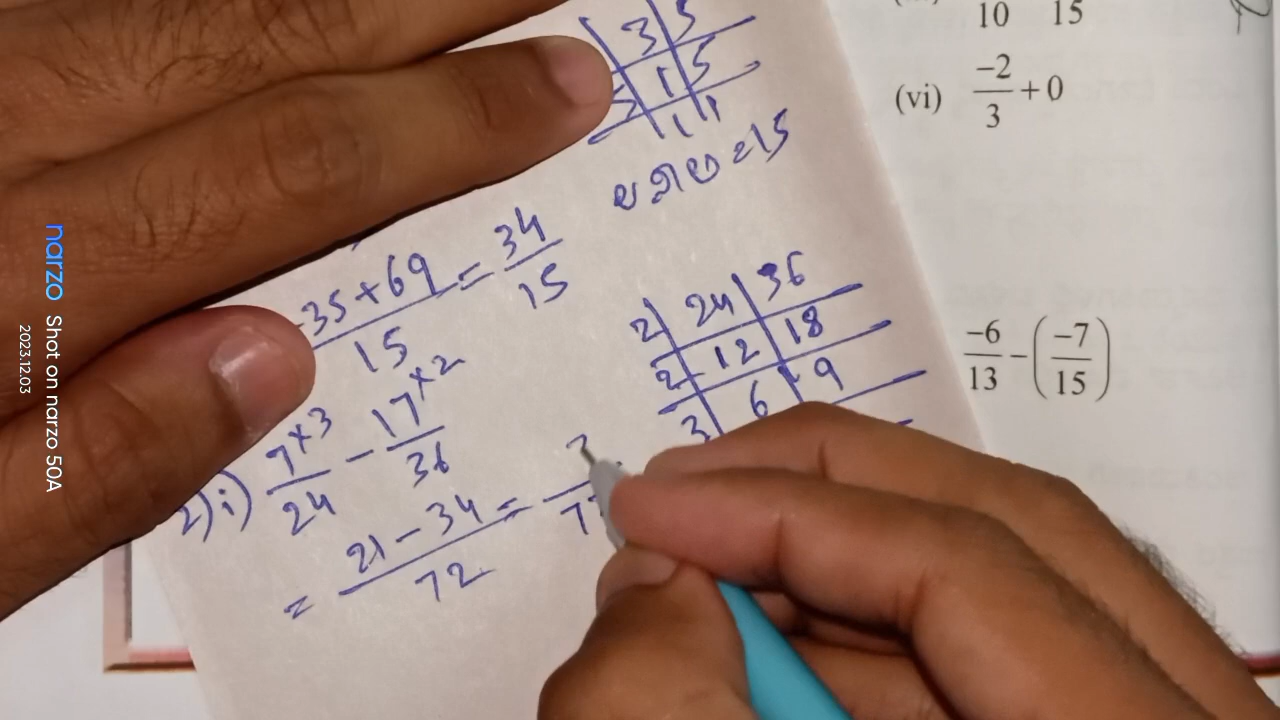 3 5
1 5
1 1
ല സാ ഗു = 15
-35 + 69 / 15 = 34 / 15
2 | 24 | 36
2 | 12 | 18
3 | 6 | 9
2) i) 7×3 / 24 - 17×2 / 36
= 21 - 34 / 72 =
10 15
(vi) -2/3 + 0
-6/13 - (-7/15)
narzo Shot on narzo 50A
2023.12.03